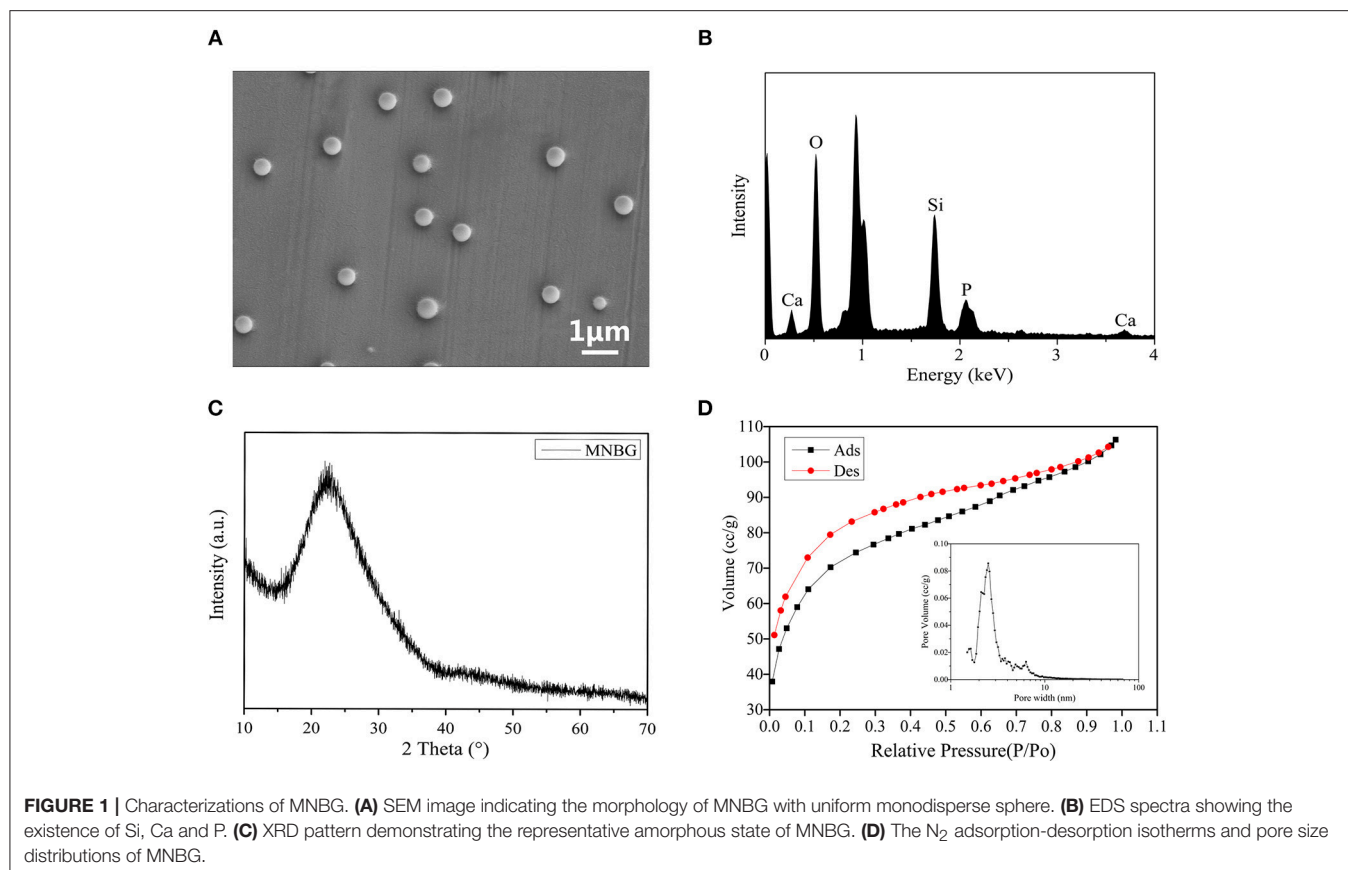 A
1μm
B
Intensity
Ca
O
Si
P
Ca
0
1
2
3
4
Energy (keV)
C
MNBG
Intensity (a.u.)
10
20
30
40
50
60
70
2 Theta (°)
D
Ads
Des
110
100
90
80
70
60
50
40
30
Volume (cc/g)
0.0
0.1
0.2
0.3
0.4
0.5
0.6
0.7
0.8
0.9
1.0
1.1
Relative Pressure(P/Po)
0.10
0.08
0.06
0.04
0.02
0.00
Pore Volume (cc/g)
1
10
100
Pore width (nm)
FIGURE 1 | Characterizations of MNBG. (A) SEM image indicating the morphology of MNBG with uniform monodisperse sphere. (B) EDS spectra showing the
existence of Si, Ca and P. (C) XRD pattern demonstrating the representative amorphous state of MNBG. (D) The N₂ adsorption-desorption isotherms and pore size
distributions of MNBG.